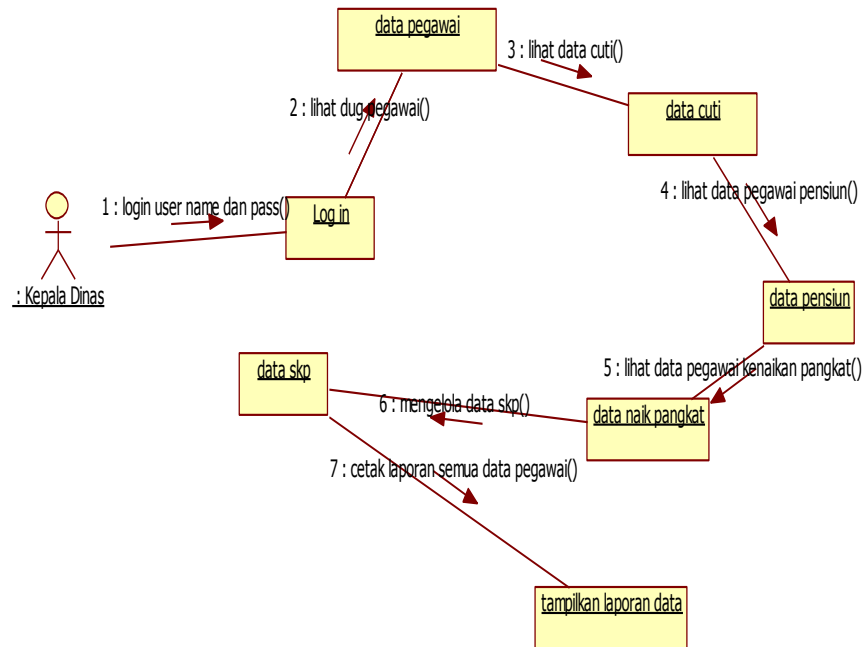 data pegawai
3 : lihat data cuti()
data cuti
2 : lihat dug pegawai()
4 : lihat data pegawai pensiun()
1 : login user name dan pass()
Log in
: Kepala Dinas
data pensiun
5 : lihat data pegawai kenaikan pangkat()
data skp
6 : mengelola data skp()
data naik pangkat
7 : cetak laporan semua data pegawai()
tampilkan laporan data